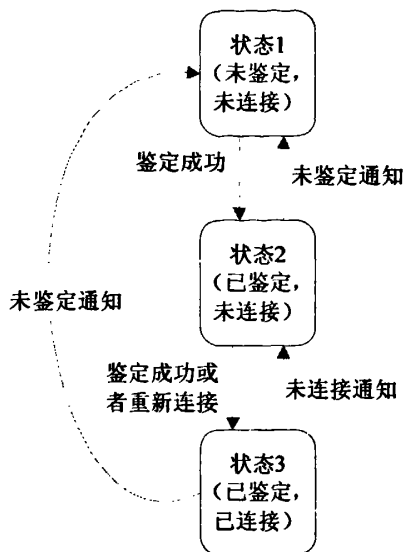 状态1
（未鉴定，
未连接）
鉴定成功
未鉴定通知
状态2
（已鉴定，
未连接）
未鉴定通知
鉴定成功或
者重新连接
未连接通知
状态3
（已鉴定，
已连接）